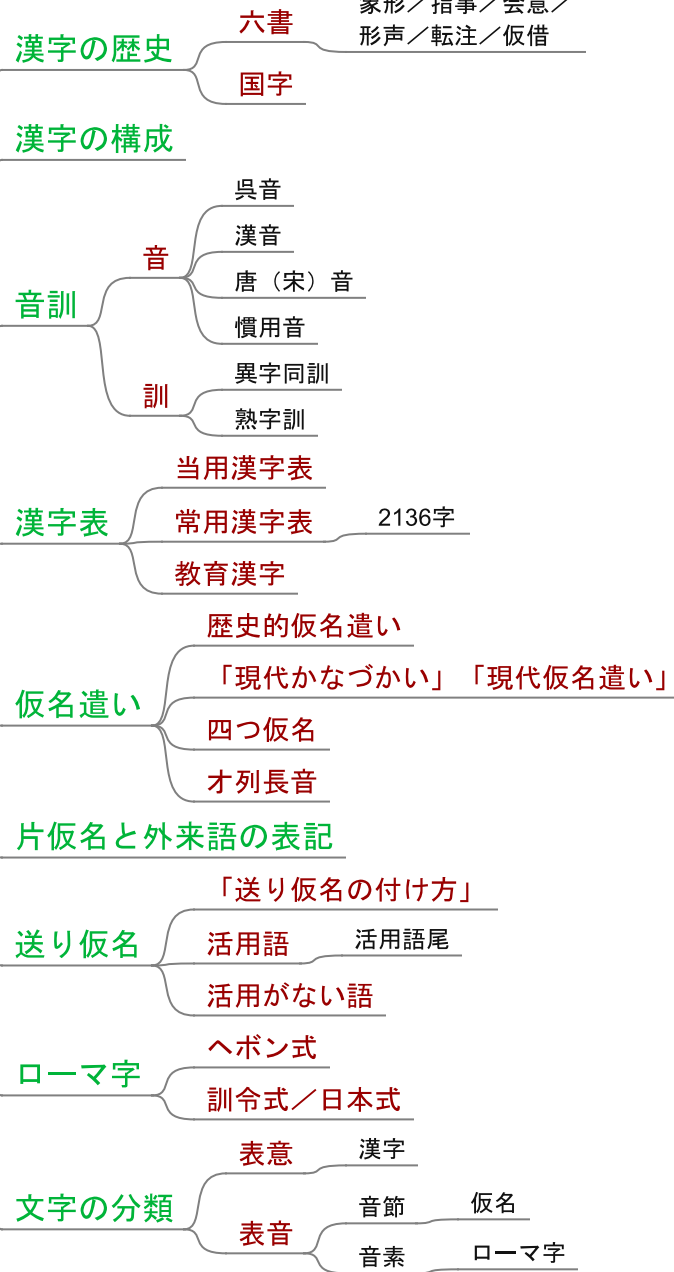 漢字の歴史
六書
象形／指事／会意／
形声／転注／仮借
国字
漢字の構成
音訓
音
呉音
漢音
唐（宋）音
慣用音
訓
異字同訓
熟字訓
漢字表
当用漢字表
常用漢字表
2136字
教育漢字
仮名遣い
歴史的仮名遣い
「現代かなづかい」「現代仮名遣い」
四つ仮名
オ列長音
片仮名と外来語の表記
送り仮名
「送り仮名の付け方」
活用語
活用語尾
活用がない語
ローマ字
ヘボン式
訓令式／日本式
文字の分類
表意
漢字
表音
音節
仮名
音素
ローマ字